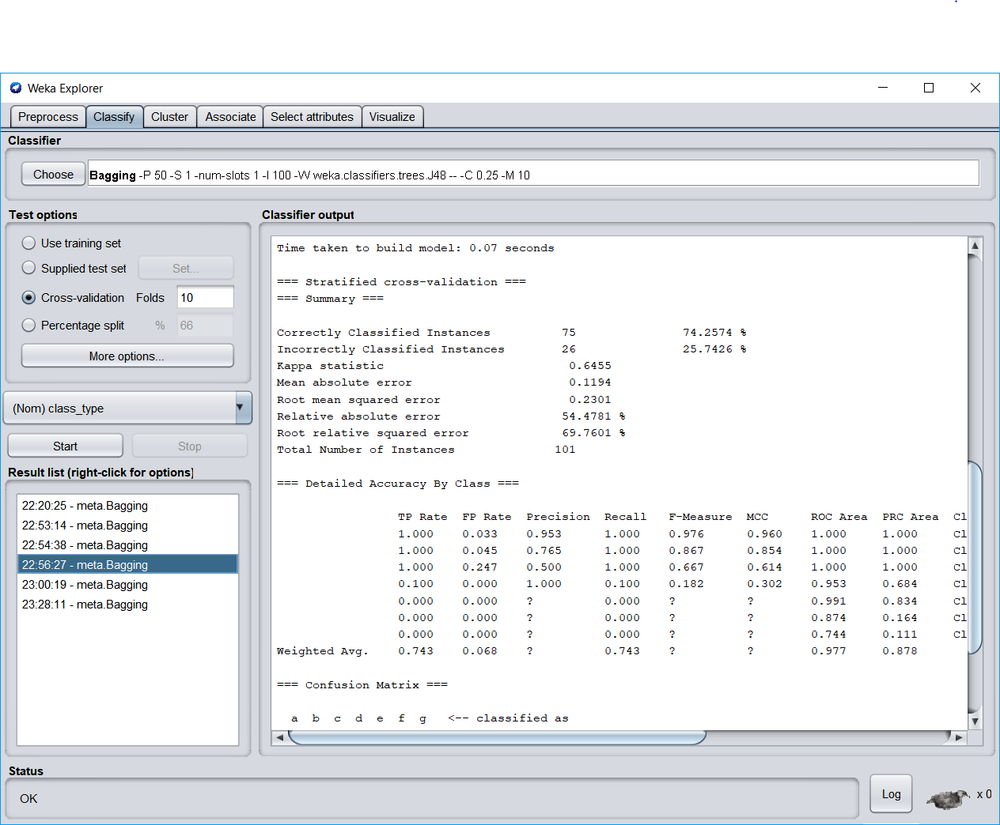 Weka Explorer
Preprocess Classify Cluster Associate Select attributes Visualize
Classifier
Choose Bagging -P 50 -S 1 -num-slots 1 -I 100 -W weka.classifiers.trees.J48 -- -C 0.25 -M 10
Test options
Use training set
Supplied test set Set...
Cross-validation Folds 10
Percentage split % 66
More options...
(Nom) class_type
Start Stop
Result list (right-click for options)
22:20:25 - meta.Bagging
22:53:14 - meta.Bagging
22:54:38 - meta.Bagging
22:56:27 - meta.Bagging
23:00:19 - meta.Bagging
23:28:11 - meta.Bagging
Classifier output
Time taken to build model: 0.07 seconds
=== Stratified cross-validation ===
=== Summary ===
Correctly Classified Instances 75 74.2574 %
Incorrectly Classified Instances 26 25.7426 %
Kappa statistic 0.6455
Mean absolute error 0.1194
Root mean squared error 0.2301
Relative absolute error 54.4781 %
Root relative squared error 69.7601 %
Total Number of Instances 101
=== Detailed Accuracy By Class ===
TP Rate FP Rate Precision Recall F-Measure MCC ROC Area PRC Area Cl
1.000 0.033 0.953 1.000 0.976 0.960 1.000 1.000 Cl
1.000 0.045 0.765 1.000 0.867 0.854 1.000 1.000 Cl
1.000 0.247 0.500 1.000 0.667 0.614 1.000 1.000 Cl
0.100 0.000 1.000 0.100 0.182 0.302 0.953 0.684 Cl
0.000 0.000 ? 0.000 ? ? 0.991 0.834 Cl
0.000 0.000 ? 0.000 ? ? 0.874 0.164 Cl
0.000 0.000 ? 0.000 ? ? 0.744 0.111 Cl
Weighted Avg. 0.743 0.068 ? 0.743 ? ? 0.977 0.878
=== Confusion Matrix ===
a b c d e f g <-- classified as
Status
OK
Log x 0